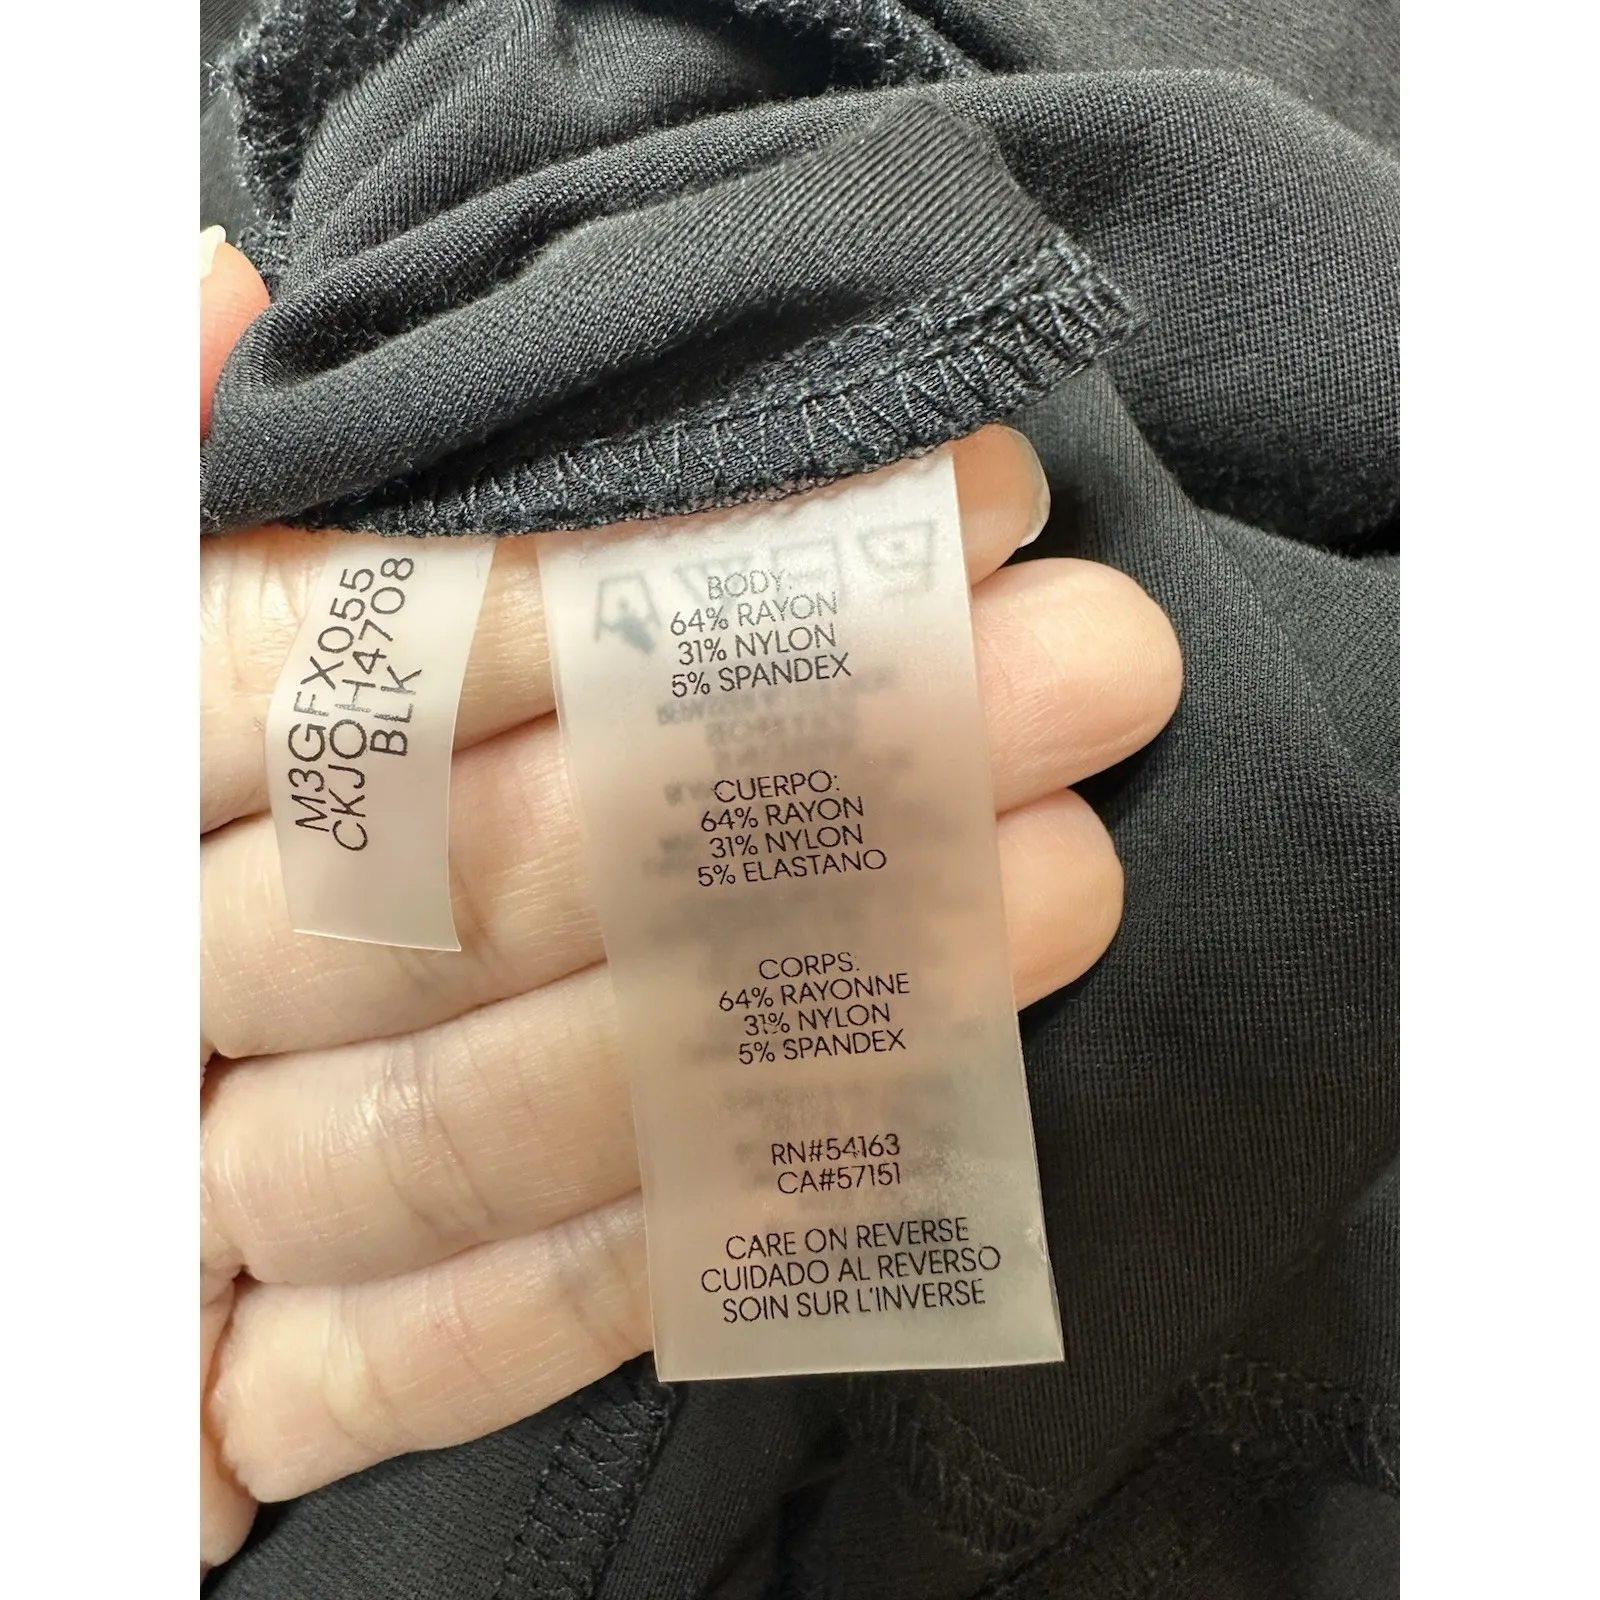 M3GFX055
CKJOH4708
BLK
BODY:
64% RAYON
31% NYLON
5% SPANDEX
CUERPO:
64% RAYON
31% NYLON
5% ELASTANO
CORPS:
64% RAYONNE
31% NYLON
5% SPANDEX
RN#54163
CA#57151
CARE ON REVERSE
CUIDADO AL REVERSO
SOIN SUR L'INVERSE